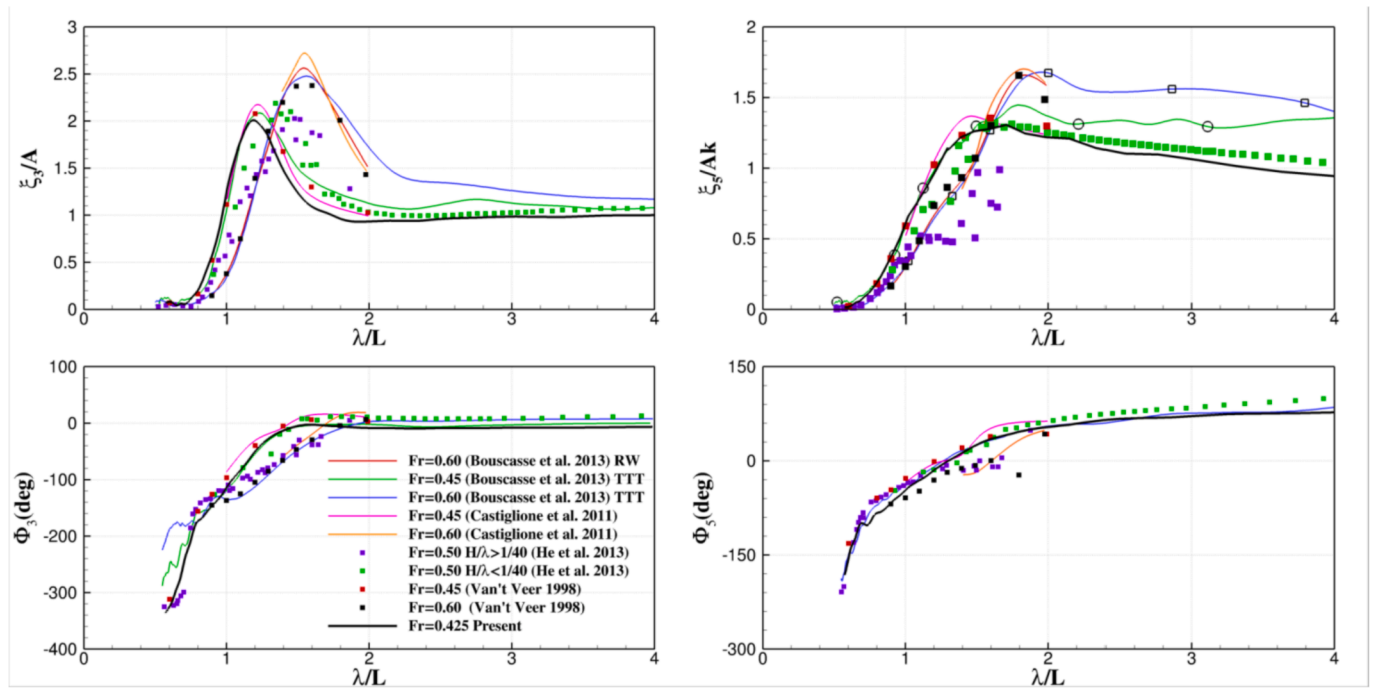 3
2.5
2
1.5
1
0.5
0
ξ3/A
0 1 2 3 4
λ/L
2
1.5
1
0.5
0
ξ5/Ak
0 1 2 3 4
λ/L
100
0
-100
-200
-300
-400
Φ3(deg)
Fr=0.60 (Bouscasse et al. 2013) RW
Fr=0.45 (Bouscasse et al. 2013) TTT
Fr=0.60 (Bouscasse et al. 2013) TTT
Fr=0.45 (Castiglione et al. 2011)
Fr=0.60 (Castiglione et al. 2011)
Fr=0.50 H/λ>1/40 (He et al. 2013)
Fr=0.50 H/λ<1/40 (He et al. 2013)
Fr=0.45 (Van't Veer 1998)
Fr=0.60 (Van't Veer 1998)
Fr=0.425 Present
0 1 2 3 4
λ/L
150
0
-150
-300
Φ5(deg)
0 1 2 3 4
λ/L